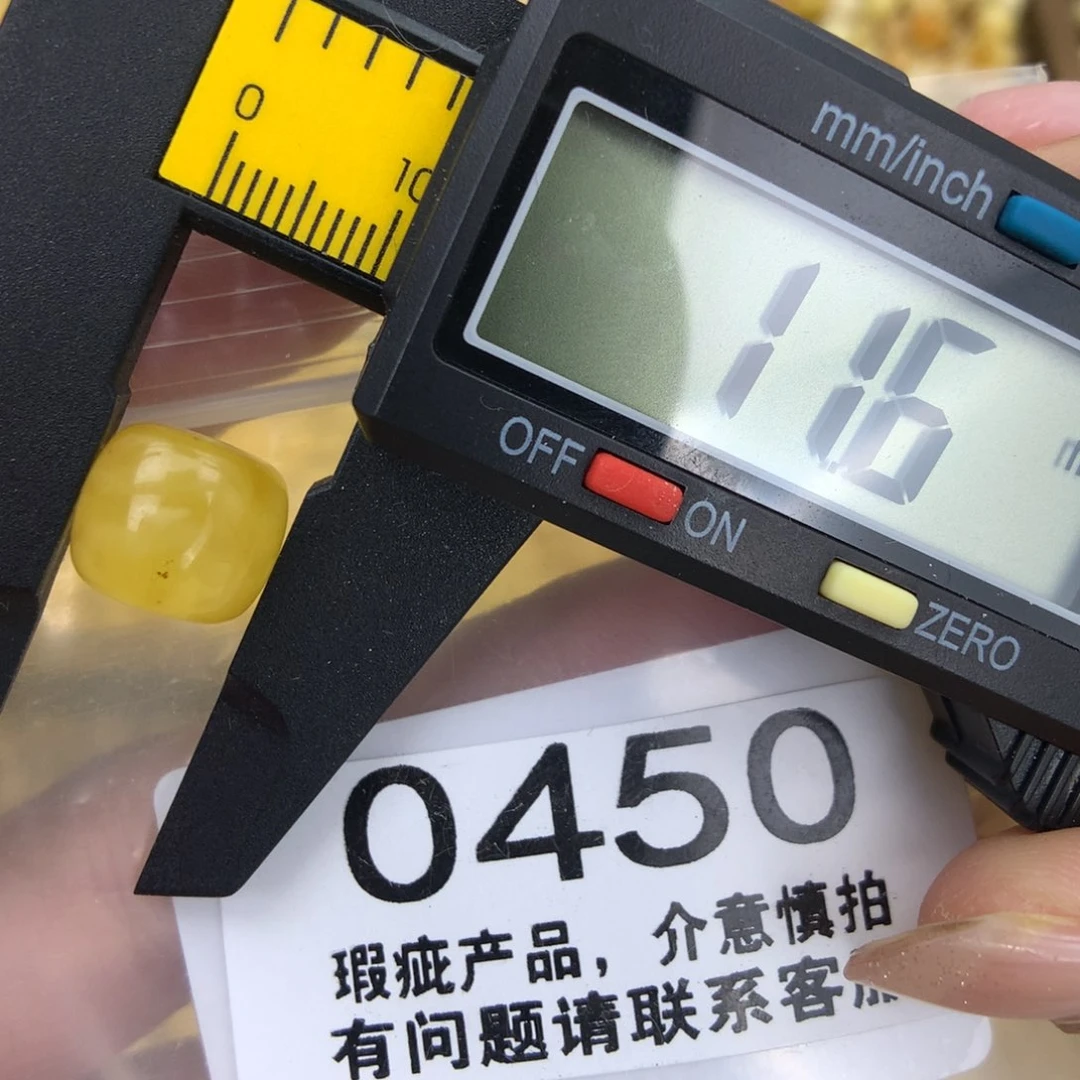 0
10
mm/inch
11.6
OFF
ON
ZERO
0450
瑕疵产品，介意慎拍
有问题请联系客